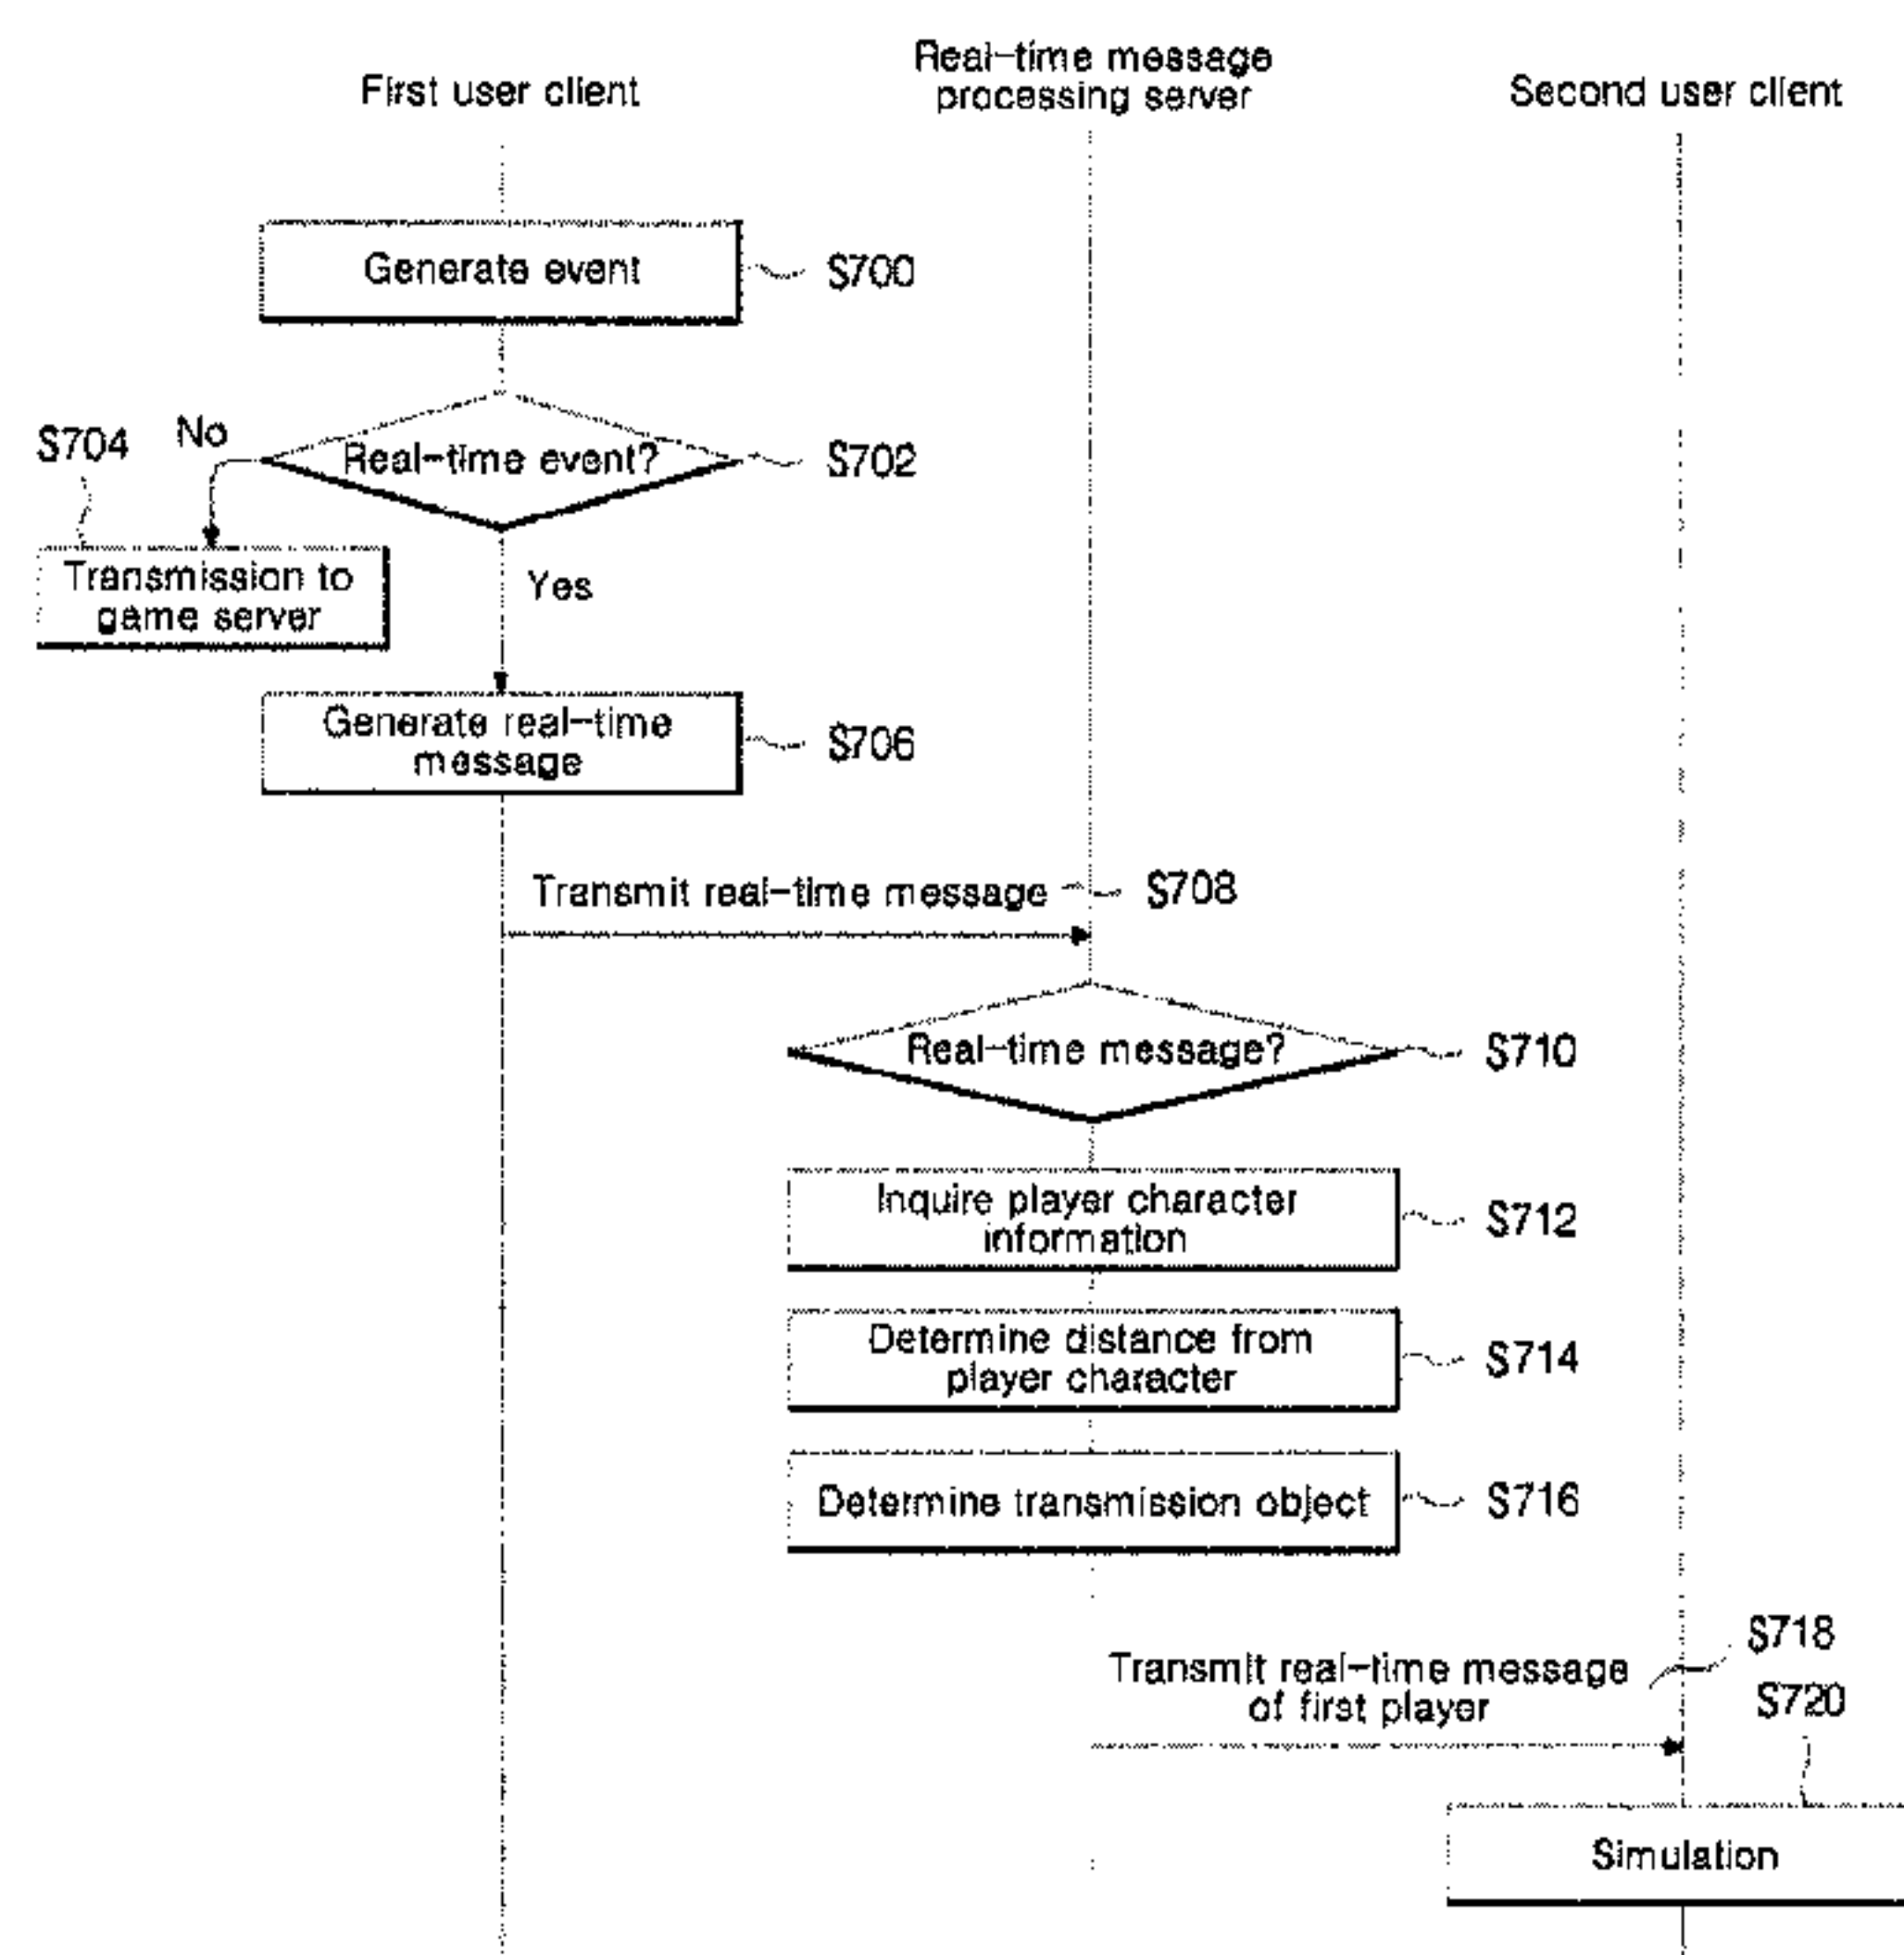 First user client
Real-time message
processing server
Second user client
Generate event
S700
S704
No
Real-time event?
S702
Transmission to
game server
Yes
Generate real-time
message
S706
Transmit real-time message
S708
Real-time message?
S710
Inquire player character
information
S712
Determine distance from
player character
S714
Determine transmission object
S716
Transmit real-time message
of first player
S718
S720
Simulation